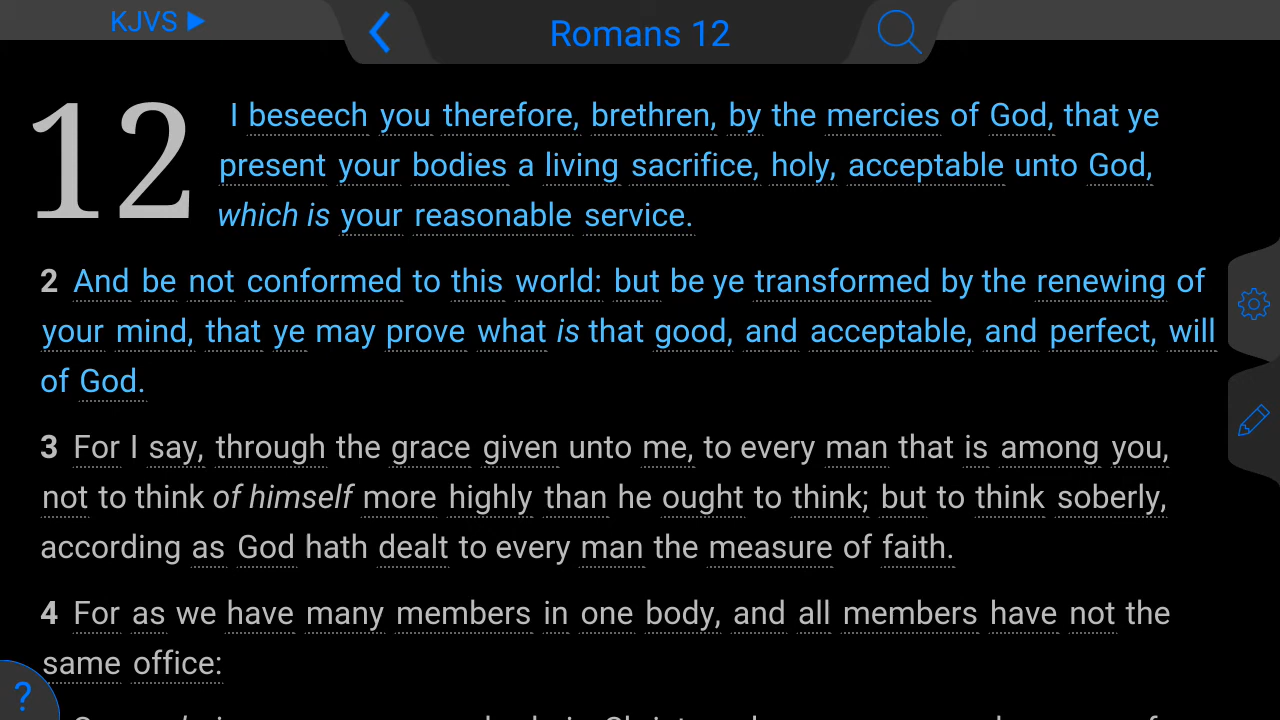 KJVS ▶
Romans 12
12 I beseech you therefore, brethren, by the mercies of God, that ye
present your bodies a living sacrifice, holy, acceptable unto God,
which is your reasonable service.
2 And be not conformed to this world: but be ye transformed by the renewing of
your mind, that ye may prove what is that good, and acceptable, and perfect, will
of God.
3 For I say, through the grace given unto me, to every man that is among you,
not to think of himself more highly than he ought to think; but to think soberly,
according as God hath dealt to every man the measure of faith.
4 For as we have many members in one body, and all members have not the
same office:
?